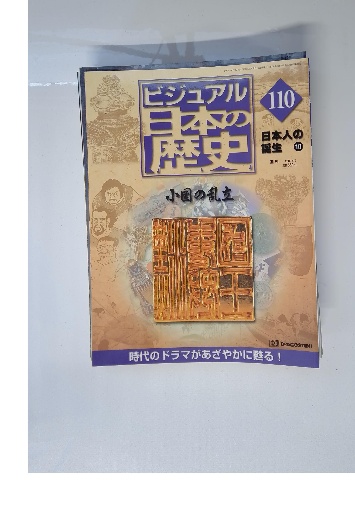 ビジュアル
日本の
歴史
110
日本人の
誕生 10
小国の乱立
時代のドラマがあざやかに甦る!